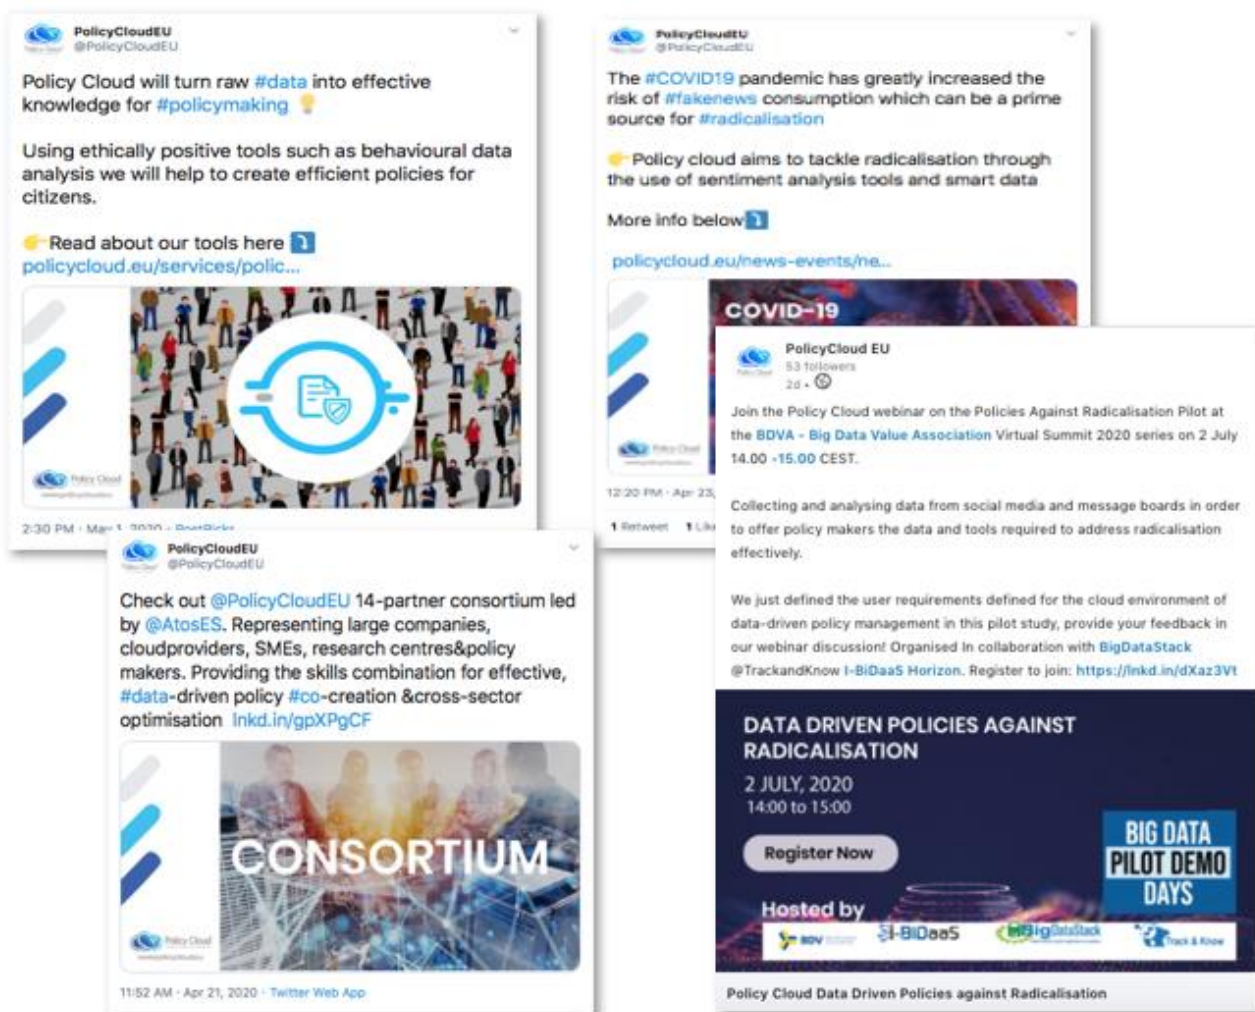 PolicyCloudEU
@PolicyCloudEU
Policy Cloud will turn raw #data into effective
knowledge for #policymaking 💡
Using ethically positive tools such as behavioural data
analysis we will help to create efficient policies for
citizens.
👉Read about our tools here ⤵️
policycloud.eu/services/polic...
Policy Cloud
2:30 PM · May 1, 2020 · PostPickr
PolicyCloudEU
@PolicyCloudEU
The #COVID19 pandemic has greatly increased the
risk of #fakenews consumption which can be a prime
source for #radicalisation
👉Policy cloud aims to tackle radicalisation through
the use of sentiment analysis tools and smart data
More info below⤵️
policycloud.eu/news-events/ne...
COVID-19
Policy Cloud
12:20 PM · Apr 23,
1 Retweet 1 Like
PolicyCloudEU
@PolicyCloudEU
Check out @PolicyCloudEU 14-partner consortium led
by @AtosES. Representing large companies,
cloudproviders, SMEs, research centres&policy
makers. Providing the skills combination for effective,
#data-driven policy #co-creation &cross-sector
optimisation lnkd.in/gpXPgCF
CONSORTIUM
Policy Cloud
11:52 AM · Apr 21, 2020 · Twitter Web App
PolicyCloud EU
53 followers
2d •
Join the Policy Cloud webinar on the Policies Against Radicalisation Pilot at
the BDVA - Big Data Value Association Virtual Summit 2020 series on 2 July
14.00 -15.00 CEST.
Collecting and analysing data from social media and message boards in order
to offer policy makers the data and tools required to address radicalisation
effectively.
We just defined the user requirements defined for the cloud environment of
data-driven policy management in this pilot study, provide your feedback in
our webinar discussion! Organised In collaboration with BigDataStack
@TrackandKnow I-BiDaaS Horizon. Register to join: https://lnkd.in/dXaz3Vt
DATA DRIVEN POLICIES AGAINST
RADICALISATION
2 JULY, 2020
14:00 to 15:00
Register Now
BIG DATA
PILOT DEMO
DAYS
Hosted by
BDV I-BiDaaS BigDataStack Track & Know
Policy Cloud Data Driven Policies against Radicalisation